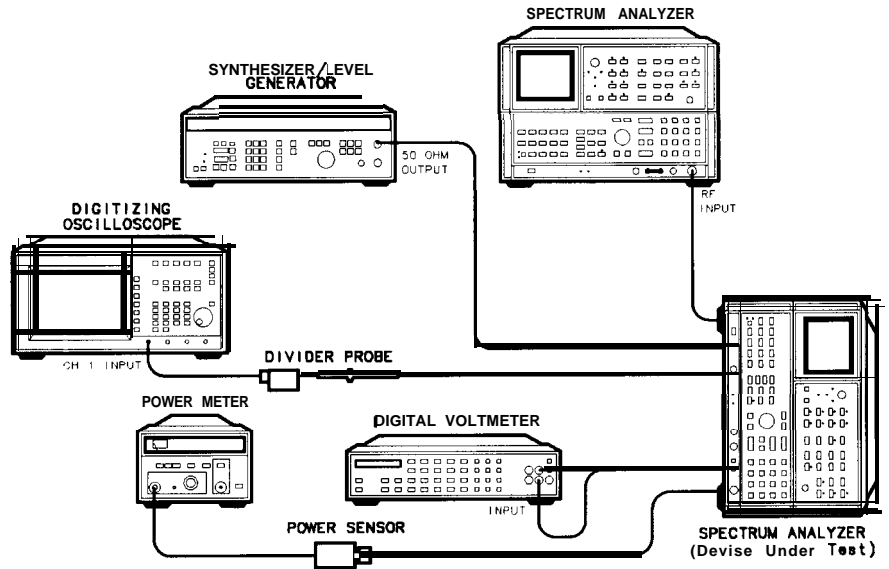 SPECTRUM ANALYZER
SYNTHESIZER/LEVEL
GENERATOR
50 OHM
OUTPUT
RF
INPUT
DIGITIZING
OSCILLOSCOPE
CH 1 INPUT
DIVIDER PROBE
POWER METER
DIGITAL VOLTMETER
INPUT
POWER SENSOR
SPECTRUM ANALYZER
(Devise Under Test)